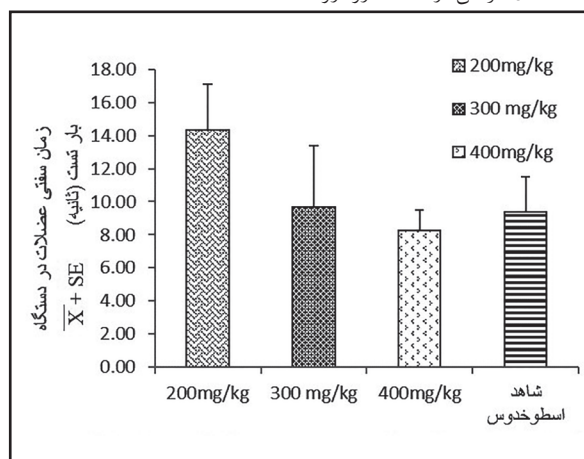 18.00
16.00
14.00
12.00
10.00
8.00
6.00
4.00
2.00
0.00
زمان سفتی عضلات در دستگاه
بار تست (ثانیه)
X + SE
200mg/kg
300 mg/kg
400mg/kg
200mg/kg
300 mg/kg
400mg/kg
شاهد
اسطوخدوس